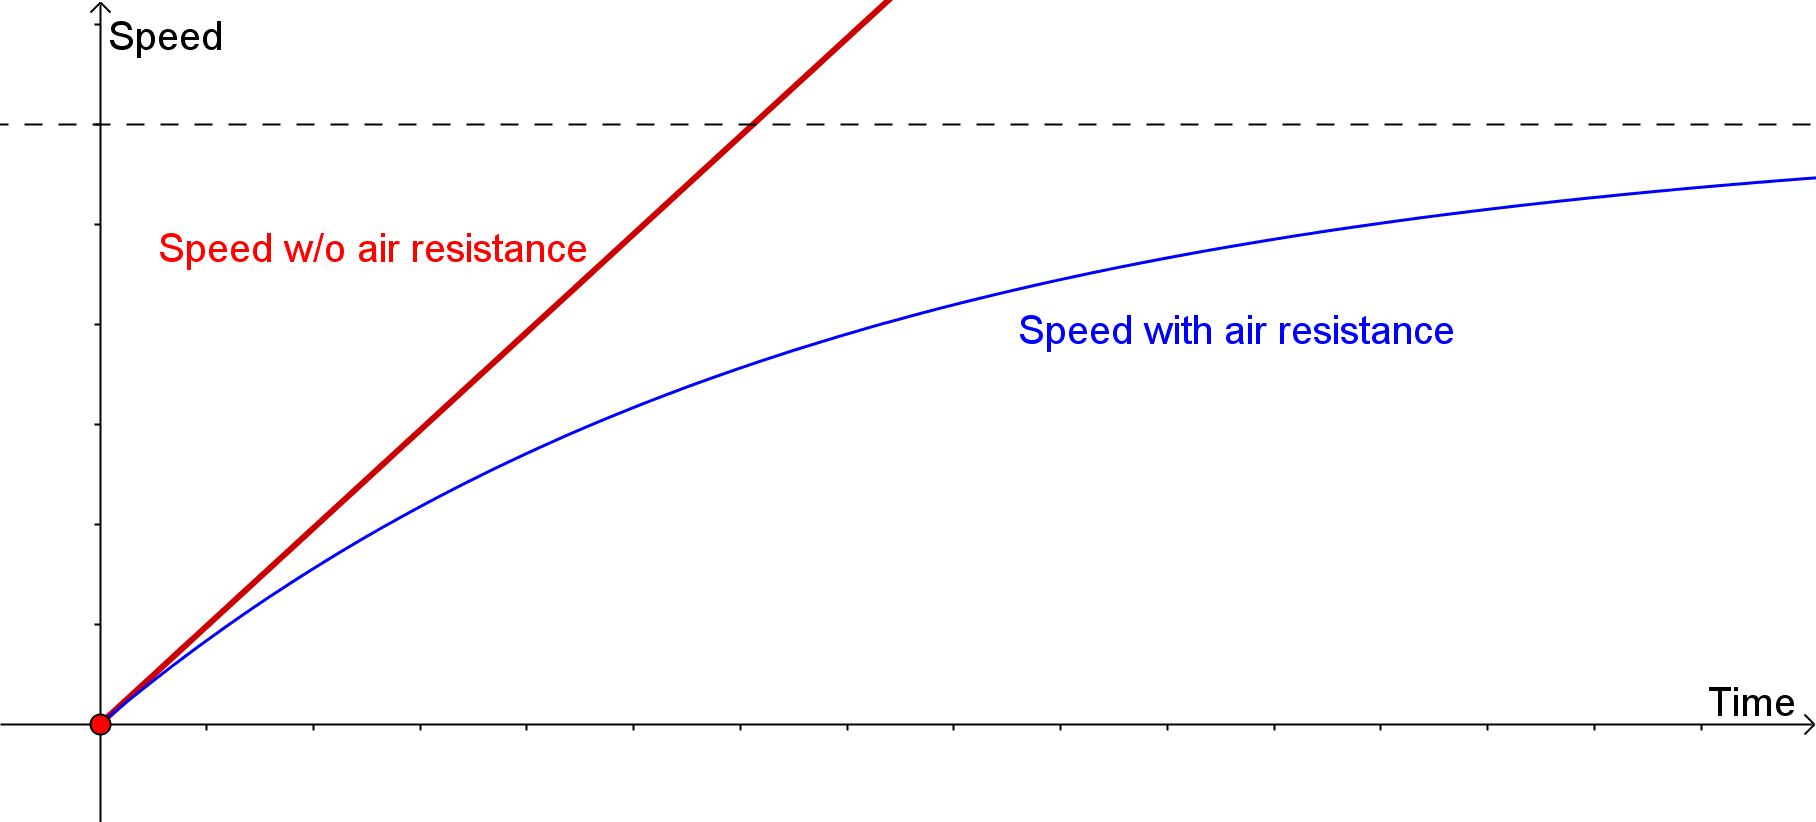 Speed
Speed w/o air resistance
Speed with air resistance
Time